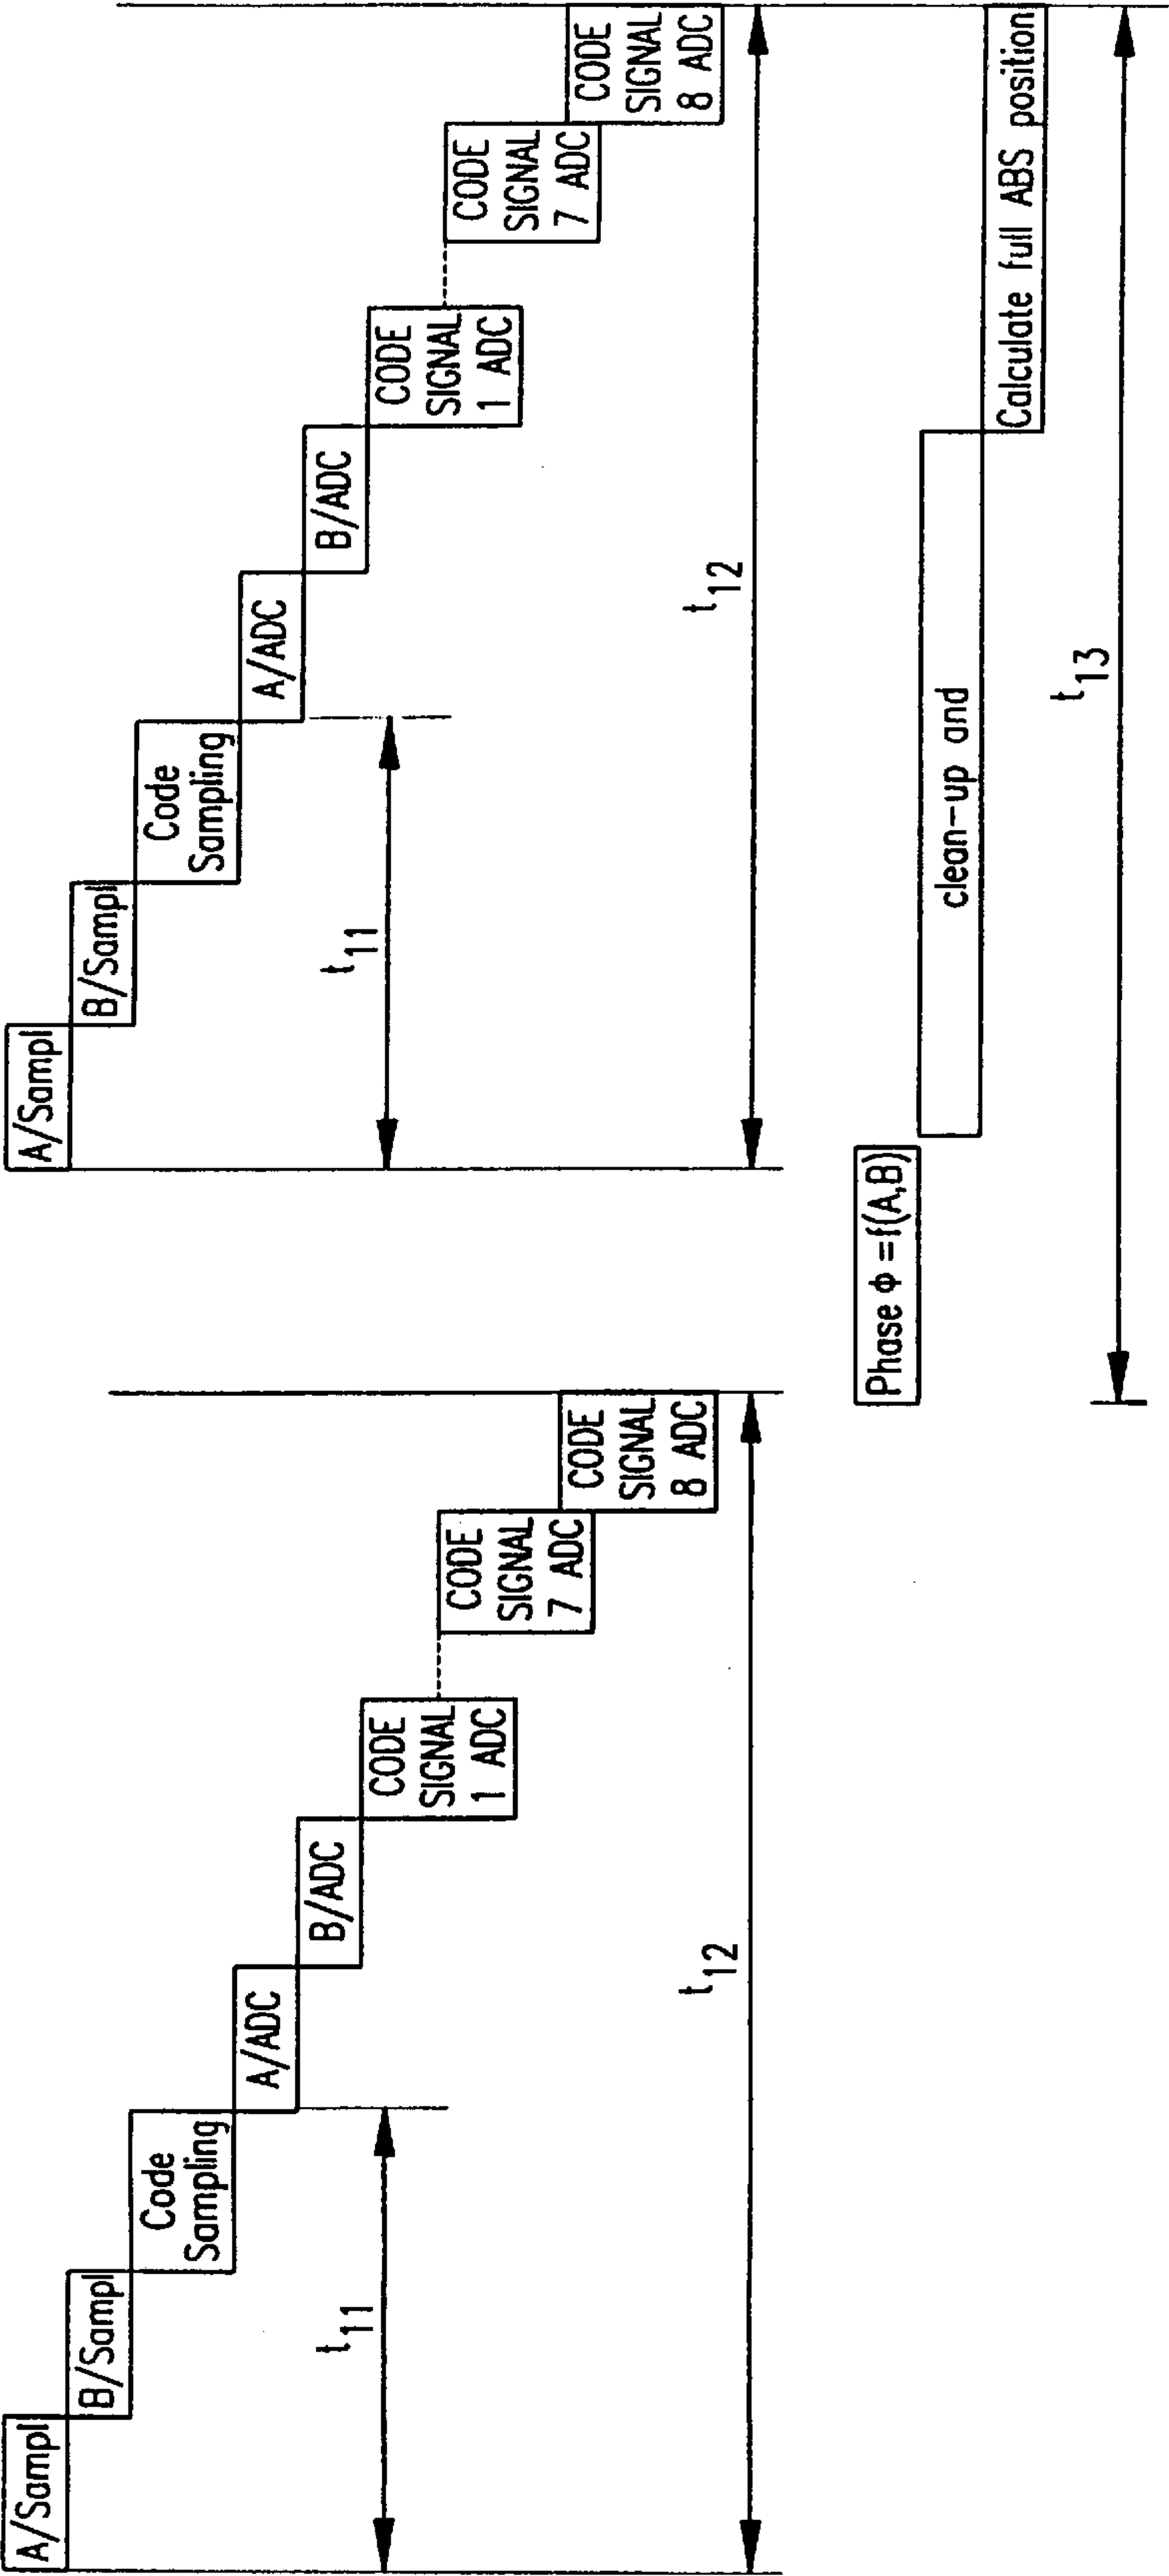 A/Sampl
B/Sampl
Code
Sampling
A/ADC
B/ADC
CODE
SIGNAL
1 ADC
CODE
SIGNAL
7 ADC
CODE
SIGNAL
8 ADC
t11
t12
A/Sampl
B/Sampl
Code
Sampling
A/ADC
B/ADC
CODE
SIGNAL
1 ADC
CODE
SIGNAL
7 ADC
CODE
SIGNAL
8 ADC
t11
t12
Phase Φ =f(A,B)
clean-up and
Calculate full ABS position
t13